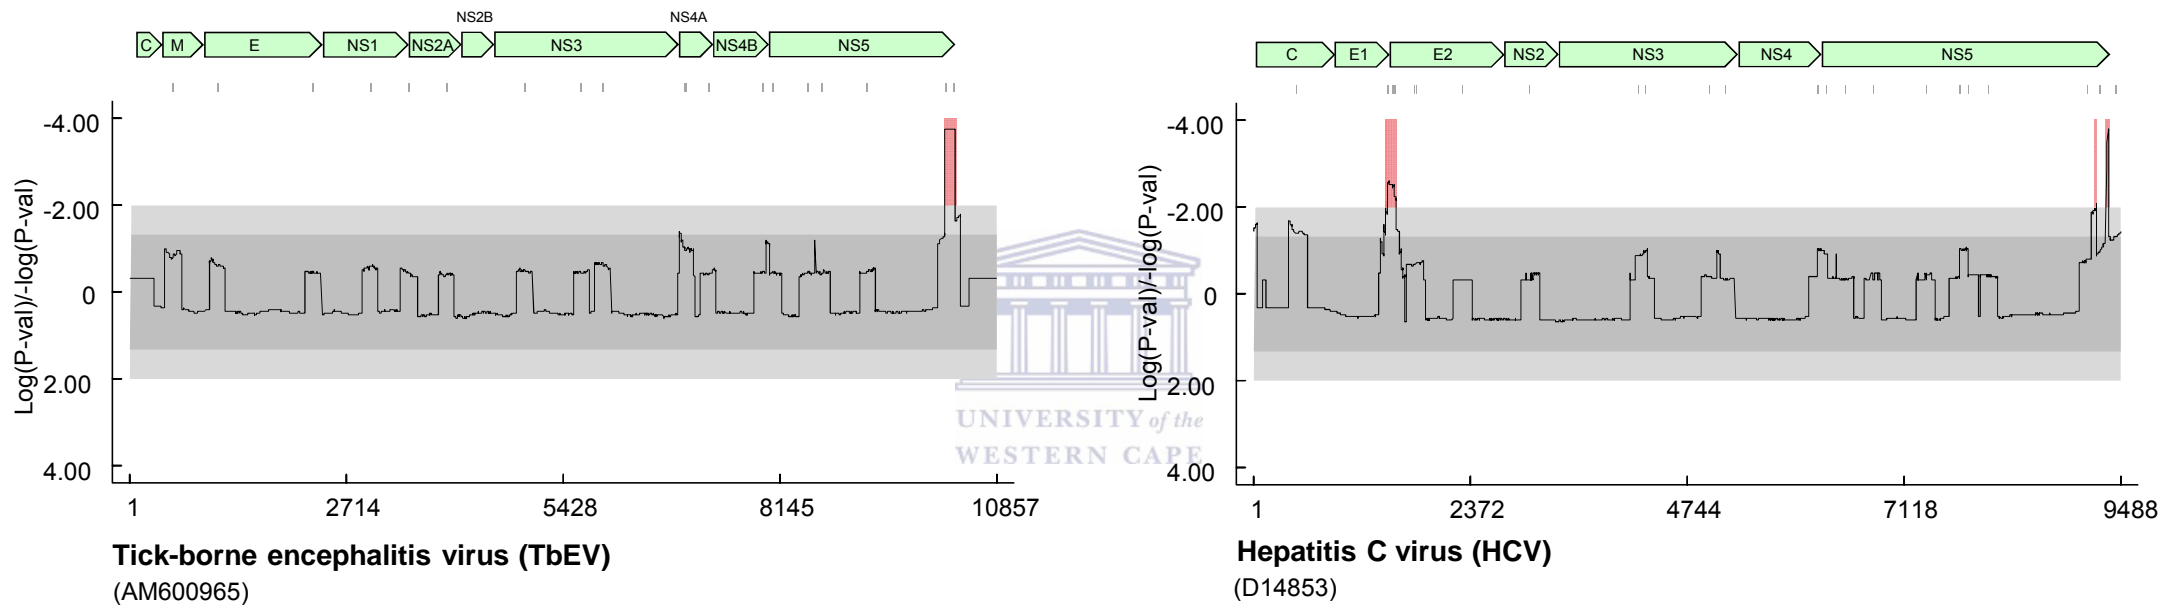 NS2B
NS4A
C
M
E
NS1
NS2A
NS3
NS4B
NS5
-4.00
-2.00
0
2.00
4.00
Log(P-val)/-log(P-val)
1
2714
5428
8145
10857
Tick-borne encephalitis virus (TbEV)
(AM600965)
C
E1
E2
NS2
NS3
NS4
NS5
-4.00
-2.00
0
2.00
4.00
Log(P-val)/-log(P-val)
1
2372
4744
7118
9488
Hepatitis C virus (HCV)
(D14853)
UNIVERSITY of the
WESTERN CAPE